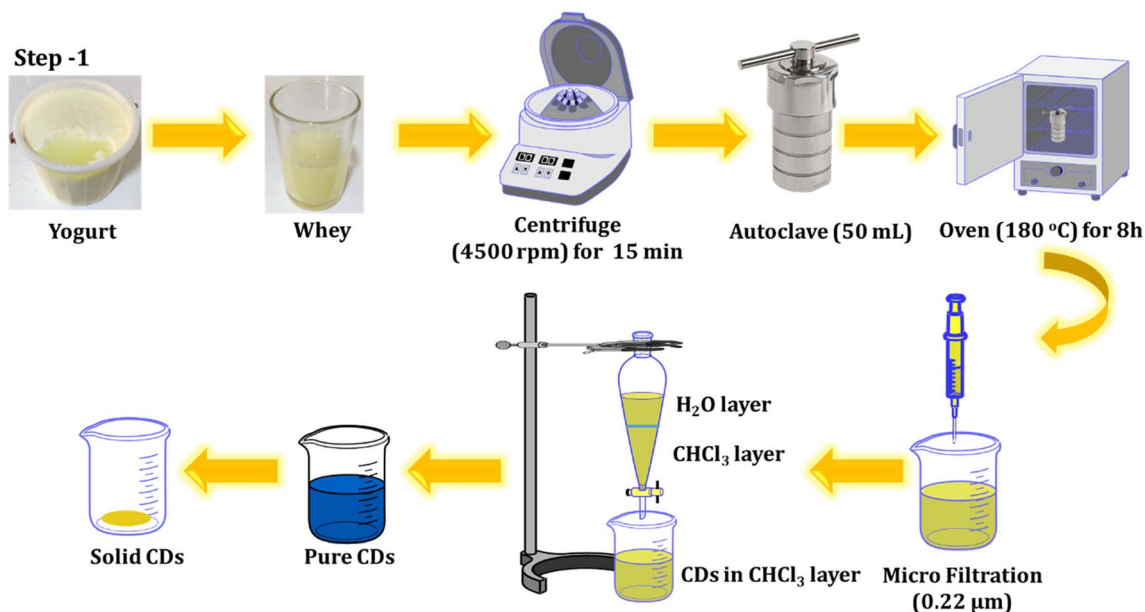 Step -1
Yogurt
Whey
Centrifuge
(4500 rpm) for 15 min
Autoclave (50 mL)
Oven (180 °C) for 8h
H₂O layer
CHCl₃ layer
CDs in CHCl₃ layer
Micro Filtration
(0.22 µm)
Pure CDs
Solid CDs